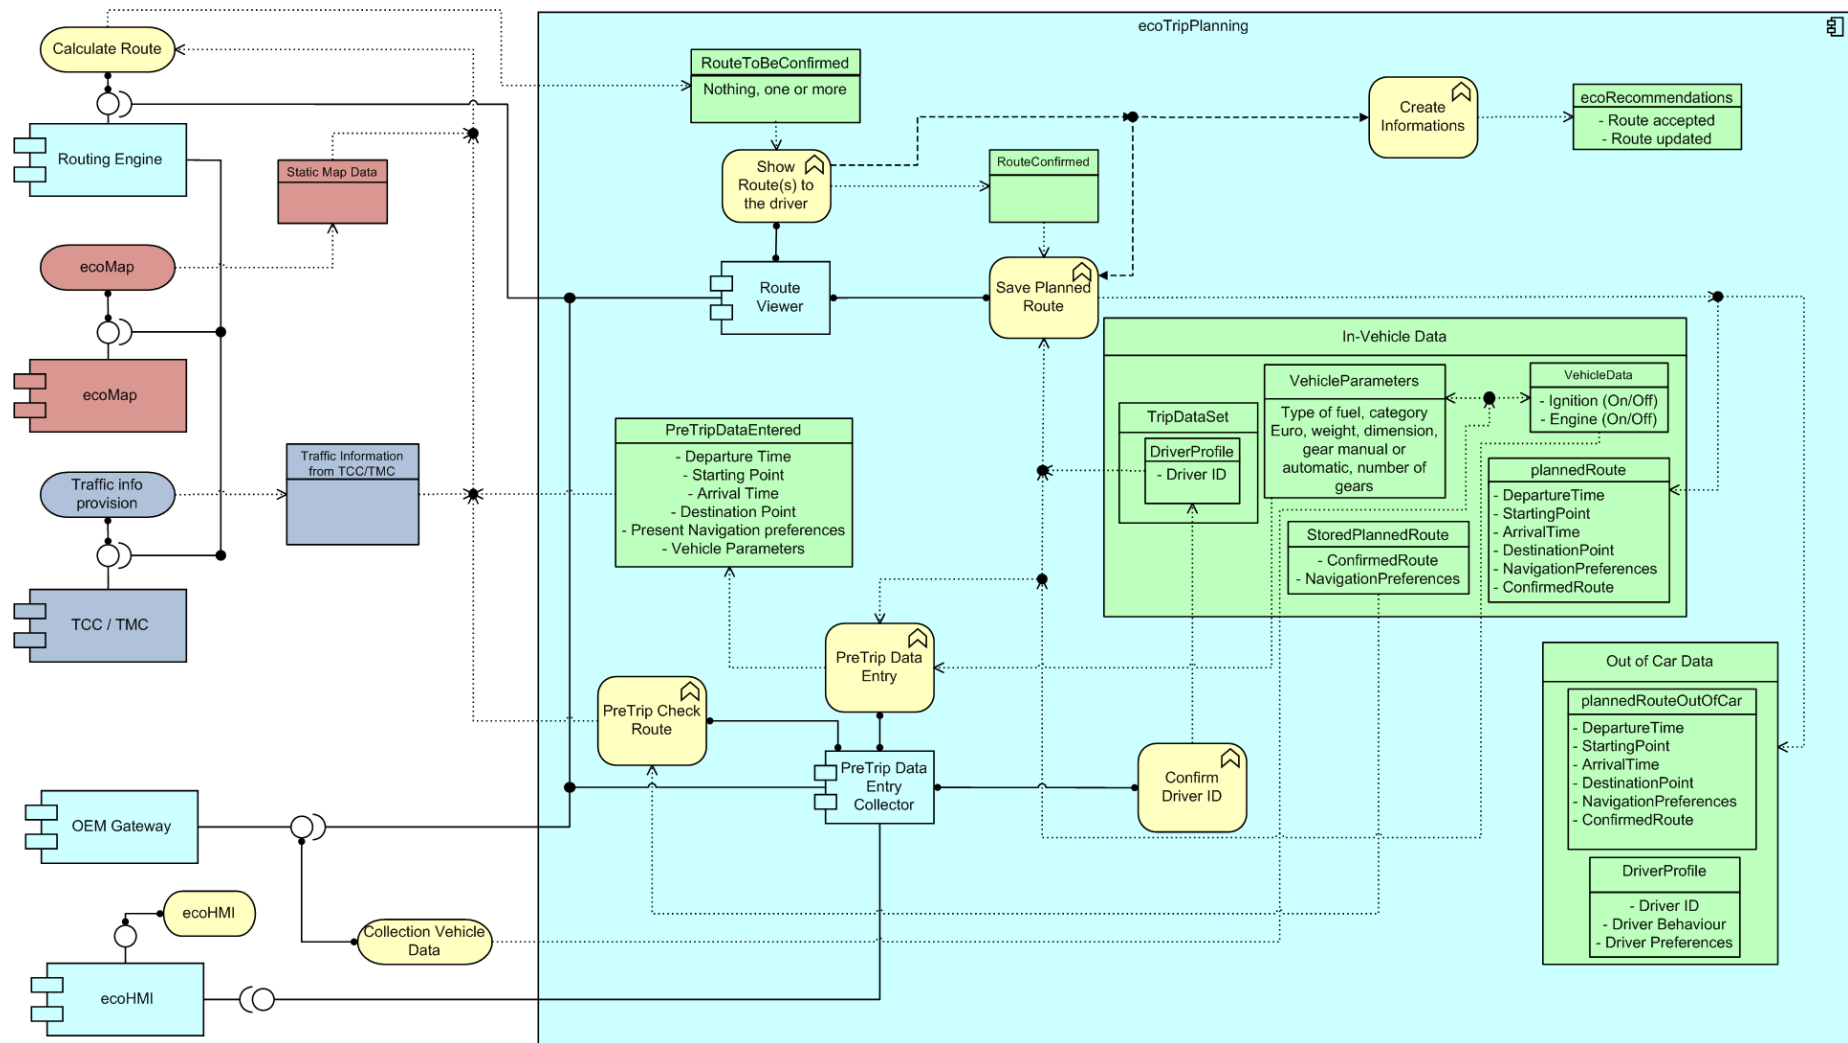 ecoTripPlanning
Calculate Route
Routing Engine
Static Map Data
ecoMap
ecoMap
Traffic info
provision
Traffic Information
from TCC/TMC
TCC / TMC
OEM Gateway
ecoHMI
Collection Vehicle
Data
ecoHMI
RouteToBeConfirmed
Nothing, one or more
Show
Route(s) to
the driver
RouteConfirmed
Create
Informations
ecoRecommendations
- Route accepted
- Route updated
Route
Viewer
Save Planned
Route
PreTripDataEntered
- Departure Time
- Starting Point
- Arrival Time
- Destination Point
- Present Navigation preferences
- Vehicle Parameters
In-Vehicle Data
TripDataSet
DriverProfile
- Driver ID
VehicleParameters
Type of fuel, category
Euro, weight, dimension,
gear manual or
automatic, number of
gears
VehicleData
- Ignition (On/Off)
- Engine (On/Off)
StoredPlannedRoute
- ConfirmedRoute
- NavigationPreferences
plannedRoute
- DepartureTime
- StartingPoint
- ArrivalTime
- DestinationPoint
- NavigationPreferences
- ConfirmedRoute
PreTrip Data
Entry
PreTrip Check
Route
PreTrip Data
Entry
Collector
Confirm
Driver ID
Out of Car Data
plannedRouteOutOfCar
- DepartureTime
- StartingPoint
- ArrivalTime
- DestinationPoint
- NavigationPreferences
- ConfirmedRoute
DriverProfile
- Driver ID
- Driver Behaviour
- Driver Preferences